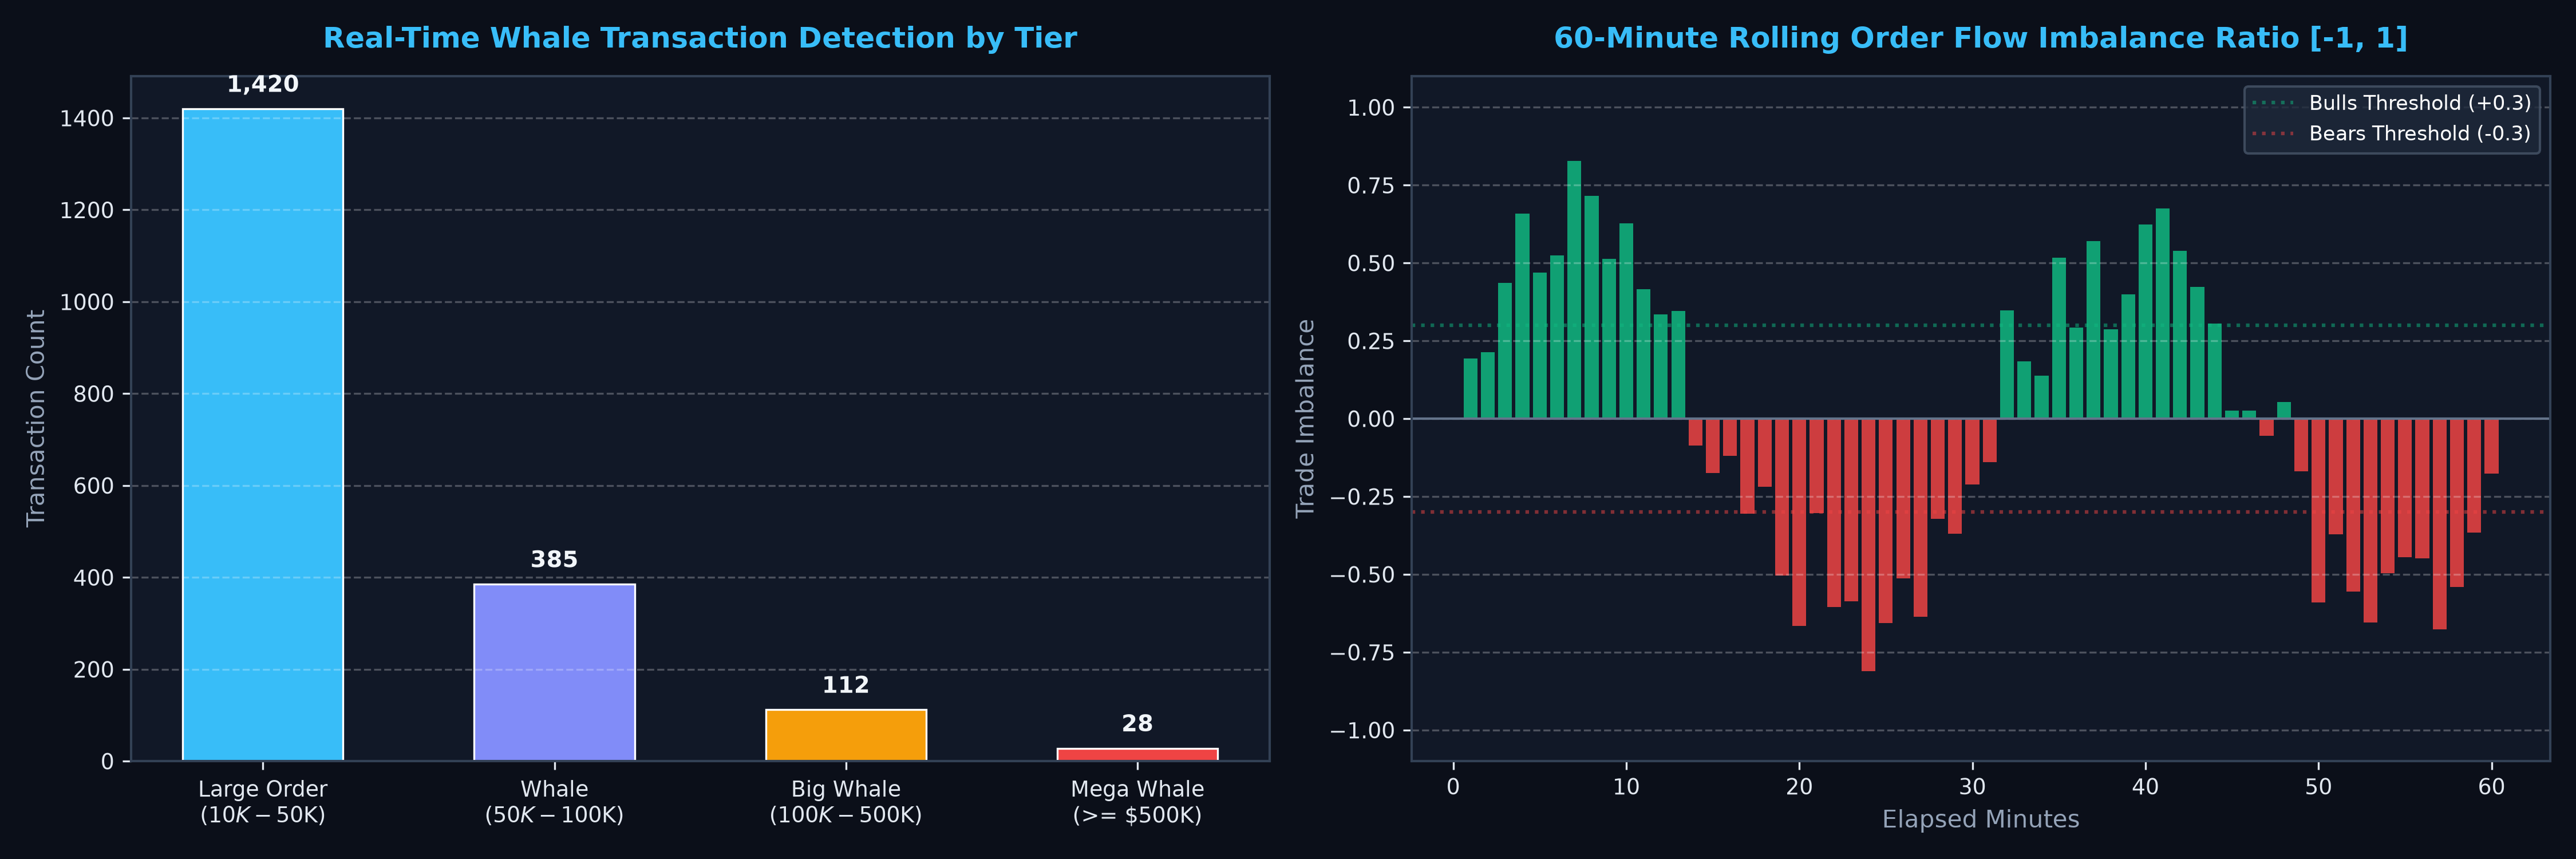 Real-Time Whale Transaction Detection by Tier
1,420
385
112
28
Transaction Count
1400
1200
1000
800
600
400
200
0
Large Order
(10K − 50K)
Whale
(50K − 100K)
Big Whale
(100K − 500K)
Mega Whale
(>= $500K)
60-Minute Rolling Order Flow Imbalance Ratio [-1, 1]
Bulls Threshold (+0.3)
Bears Threshold (-0.3)
Trade Imbalance
1.00
0.75
0.50
0.25
0.00
−0.25
−0.50
−0.75
−1.00
0
10
20
30
40
50
60
Elapsed Minutes